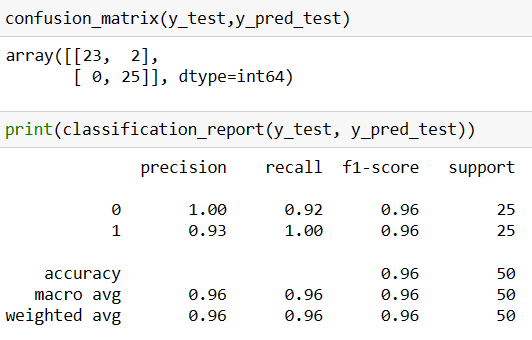 confusion_matrix(y_test,y_pred_test)
array([[23,  2],
       [ 0, 25]], dtype=int64)
print(classification_report(y_test, y_pred_test))
              precision    recall  f1-score   support

           0       1.00      0.92      0.96        25
           1       0.93      1.00      0.96        25

    accuracy                           0.96        50
   macro avg       0.96      0.96      0.96        50
weighted avg       0.96      0.96      0.96        50